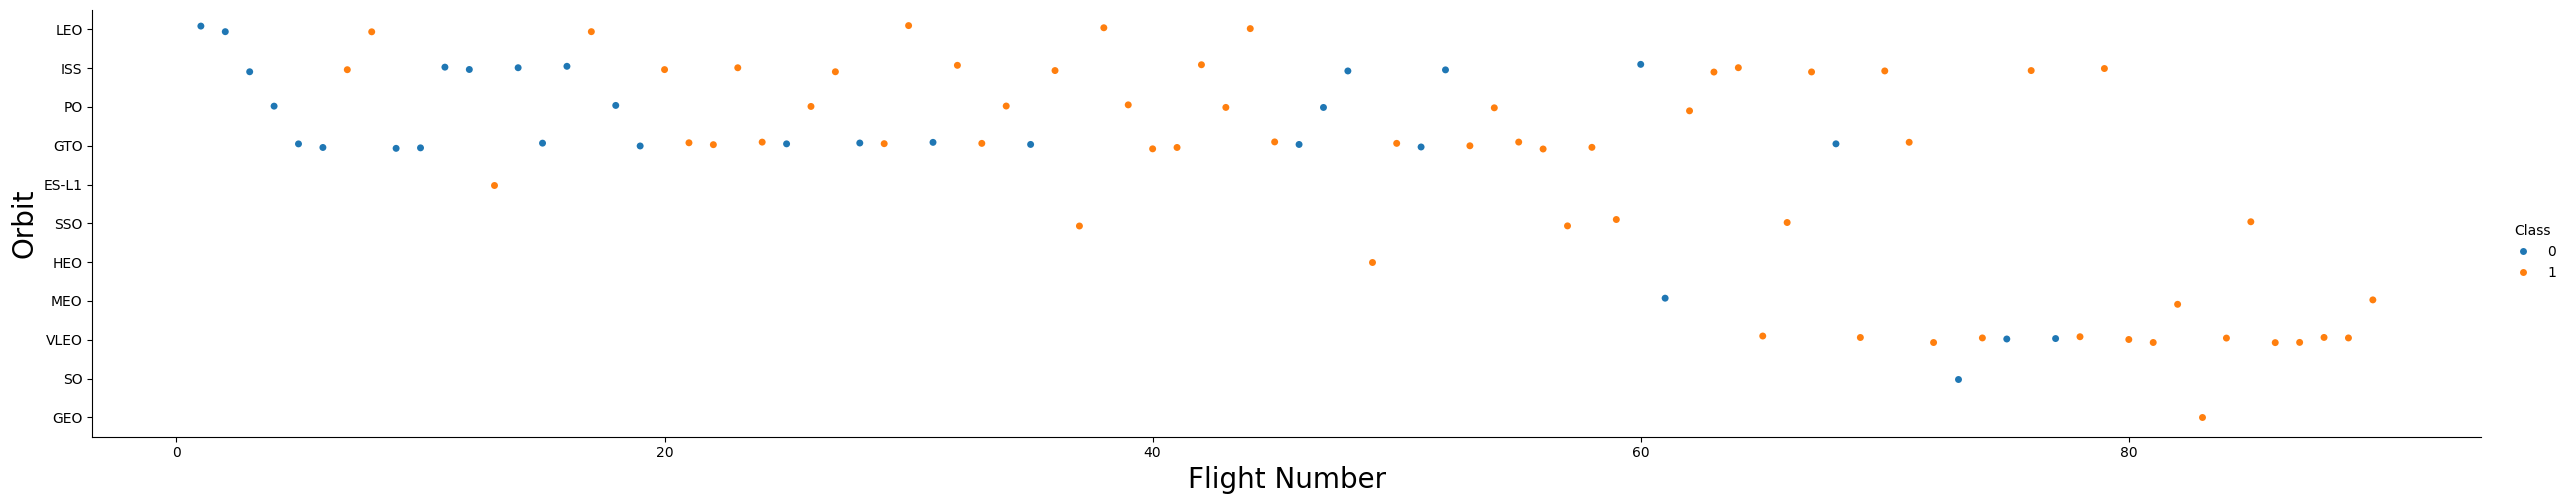 LEO
ISS
PO
GTO
ES-L1
SSO
HEO
MEO
VLEO
SO
GEO
Orbit
0 20 40 60 80
Flight Number
Class
0
1